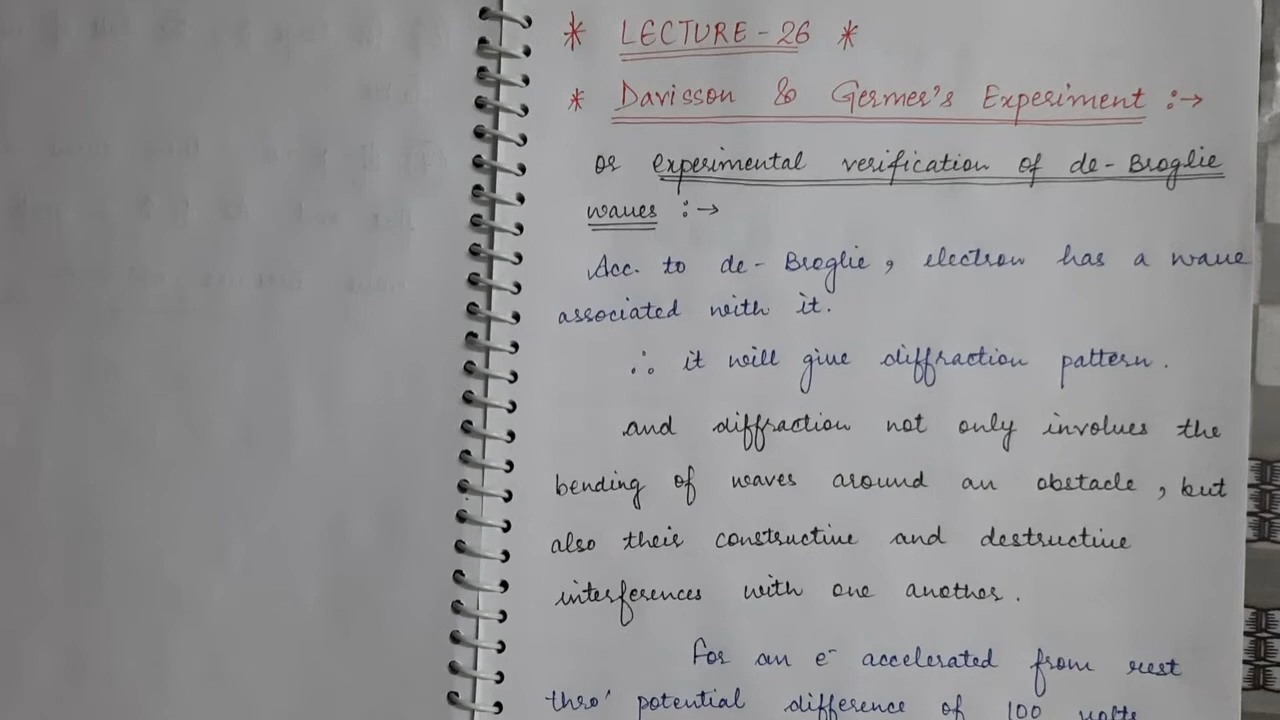 * LECTURE - 26 *
* Davisson & Germer's Experiment :→
or experimental verification of de-Broglie
waves :→
Acc. to de-Broglie, electron has a wave
associated with it.
∴ it will give diffraction pattern.
and diffraction not only involves the
bending of waves around an obstacle, but
also their constructive and destructive
interferences with one another.
For an e⁻ accelerated from rest
thro' potential difference of 100 volts